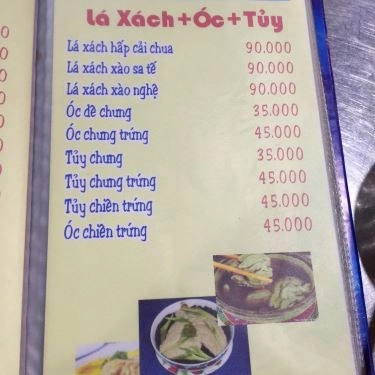 Lá Xách+Óc+Tủy
Lá xách hấp cải chua 90.000
Lá xách xào sa tế 90.000
Lá xách xào nghệ 90.000
Óc dê chưng 35.000
Óc chưng trứng 45.000
Tủy chưng 35.000
Tủy chưng trứng 45.000
Tủy chiên trứng 45.000
Óc chiên trứng 45.000